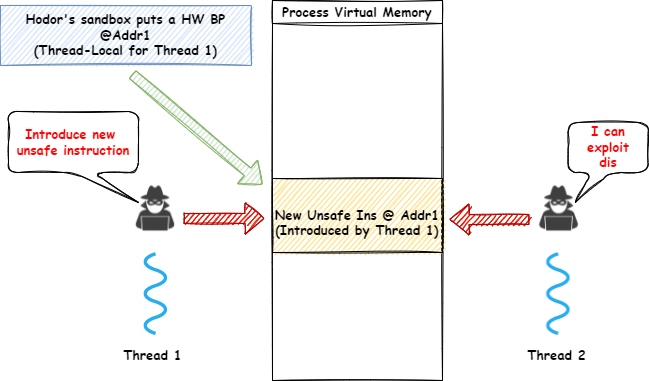 Hodor's sandbox puts a HW BP
@Addr1
(Thread-Local for Thread 1)
Process Virtual Memory
Introduce new
unsafe instruction
I can
exploit
dis
New Unsafe Ins @ Addr1
(Introduced by Thread 1)
Thread 1
Thread 2